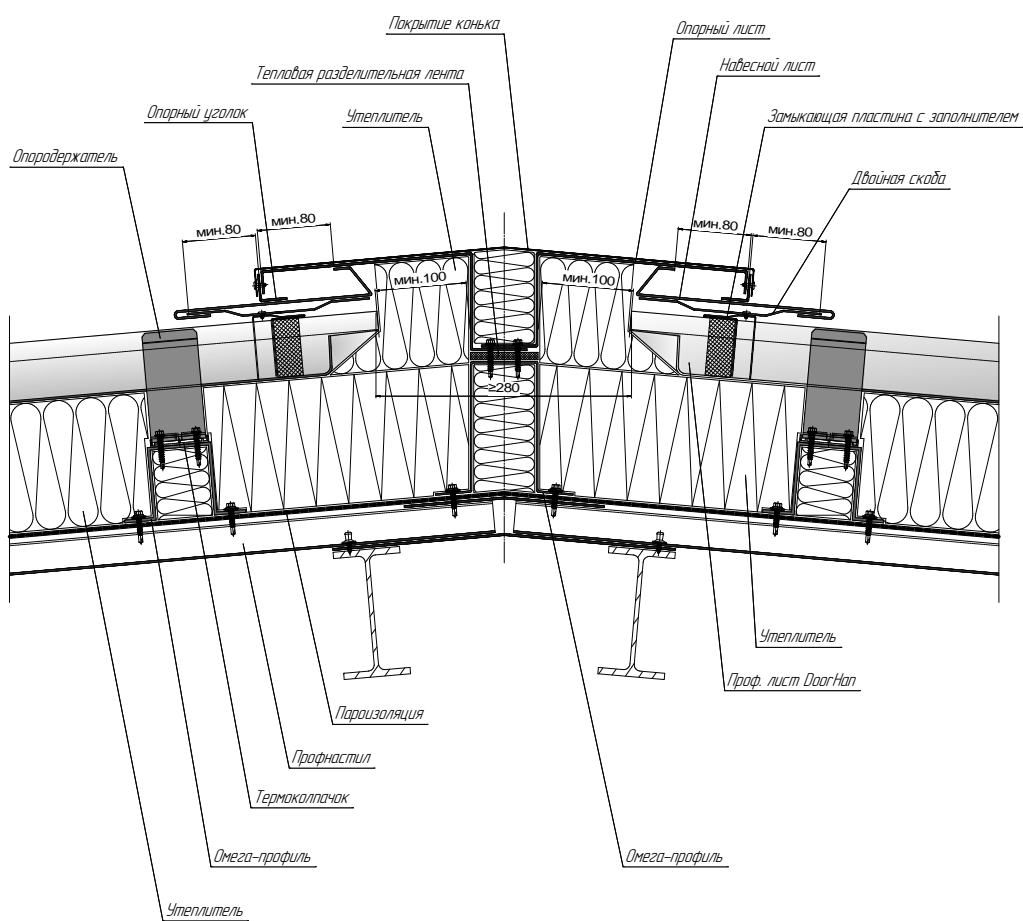 Покрытие конька
Опорный лист
Тепловая разделительная лента
Навесной лист
Опорный уголок
Утеплитель
Замыкающая пластина с заполнителем
Опородержатель
Двойная скоба
мин.80
мин.80
мин.80
мин.80
мин.100
мин.100
≥280
Утеплитель
Проф. лист DoorHan
Пароизоляция
Профнастил
Термоколпачок
Омега-профиль
Омега-профиль
Утеплитель